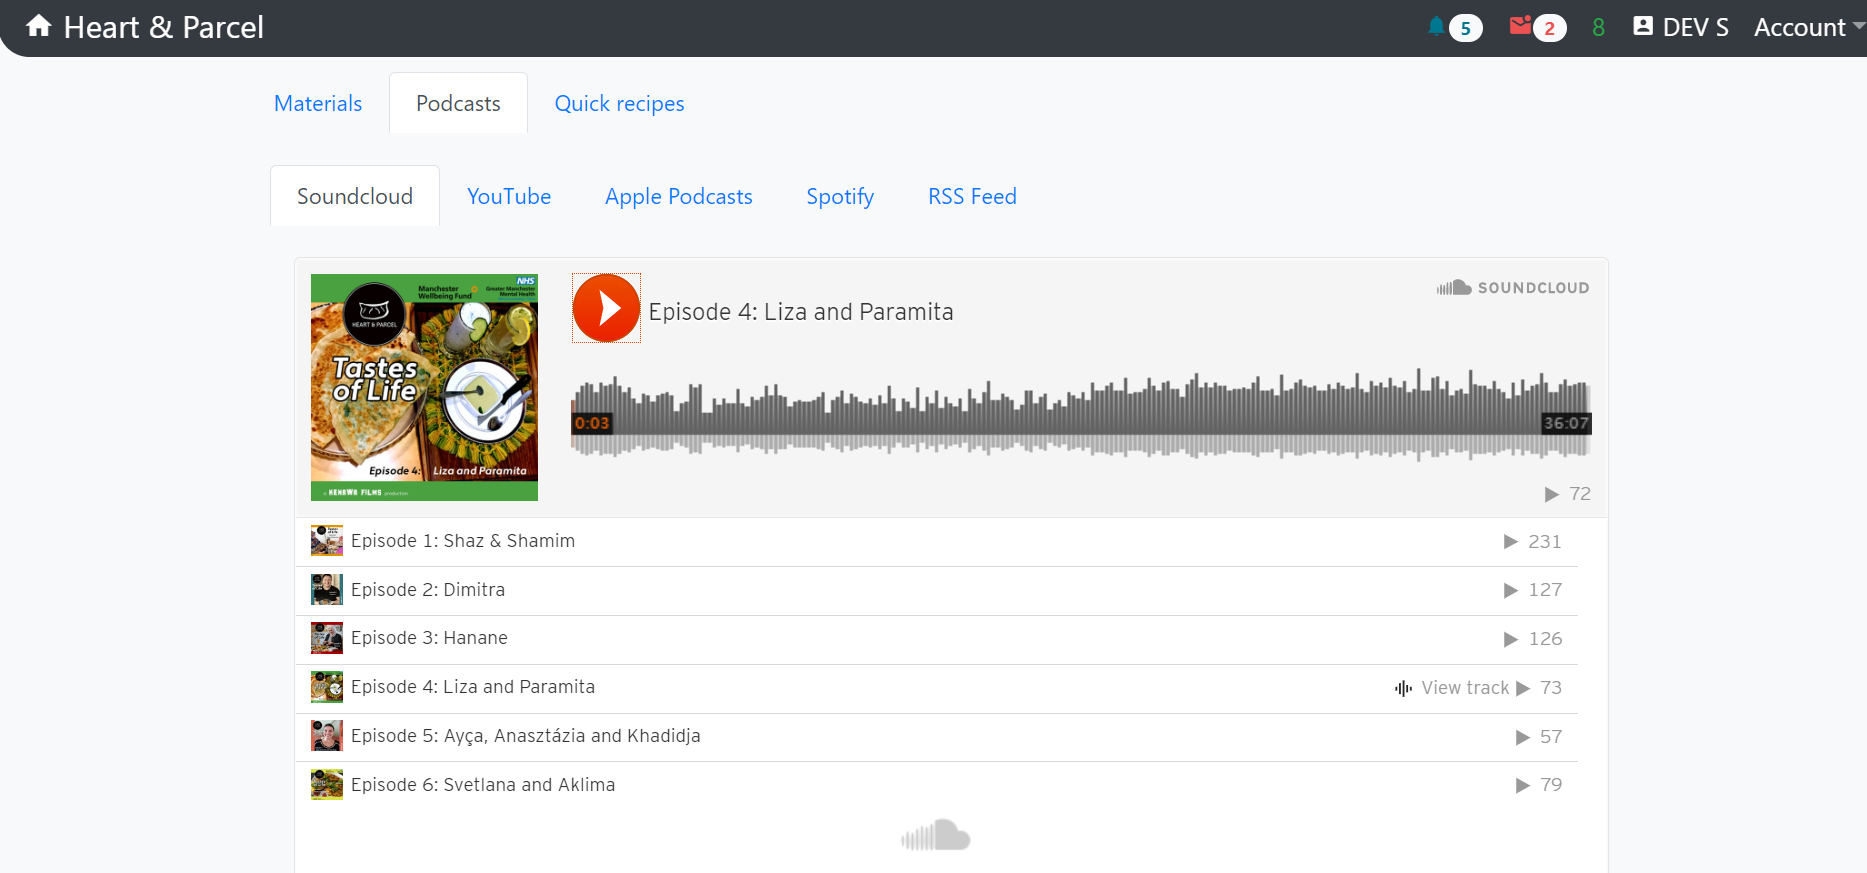 Heart & Parcel 5 2 8 DEV S Account
Materials Podcasts Quick recipes
Soundcloud YouTube Apple Podcasts Spotify RSS Feed
NHS
Manchester Wellbeing Fund
Greater Manchester Mental Health
HEART & PARCEL
Tastes
of Life
Episode 4: Liza and Paramita
a HENAWA FILMS production
Episode 4: Liza and Paramita
SOUNDCLOUD
0:03 36:07
72
Episode 1: Shaz & Shamim 231
Episode 2: Dimitra 127
Episode 3: Hanane 126
Episode 4: Liza and Paramita View track 73
Episode 5: Ayça, Anasztázia and Khadidja 57
Episode 6: Svetlana and Aklima 79